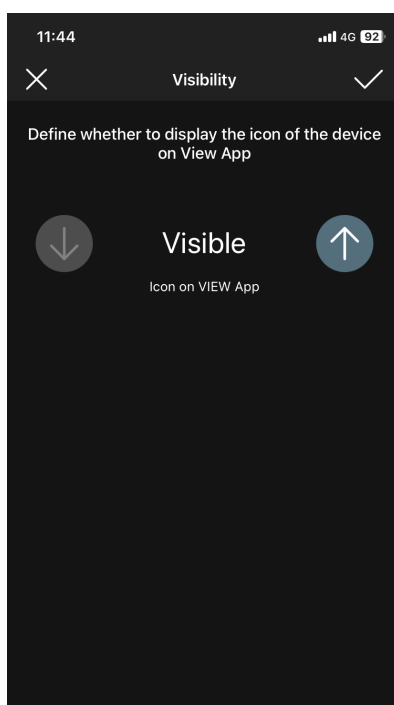 11:44
4G 92
Visibility
Define whether to display the icon of the device
on View App
Visible
Icon on VIEW App